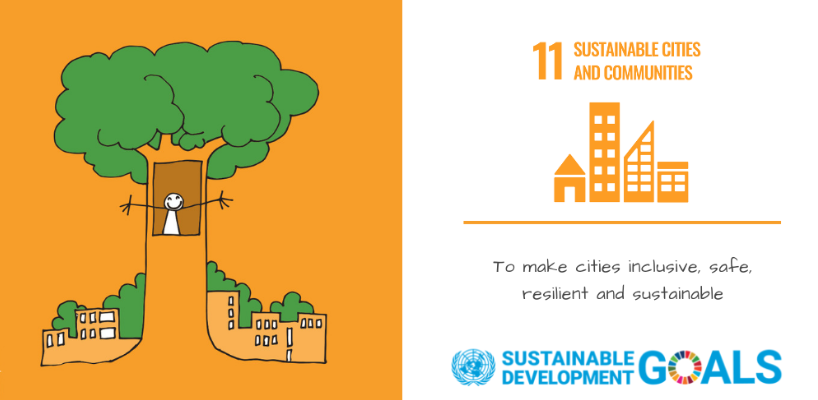 11 SUSTAINABLE CITIES
AND COMMUNITIES
To make cities inclusive, safe,
resilient and sustainable
SUSTAINABLE
DEVELOPMENT
GOALS